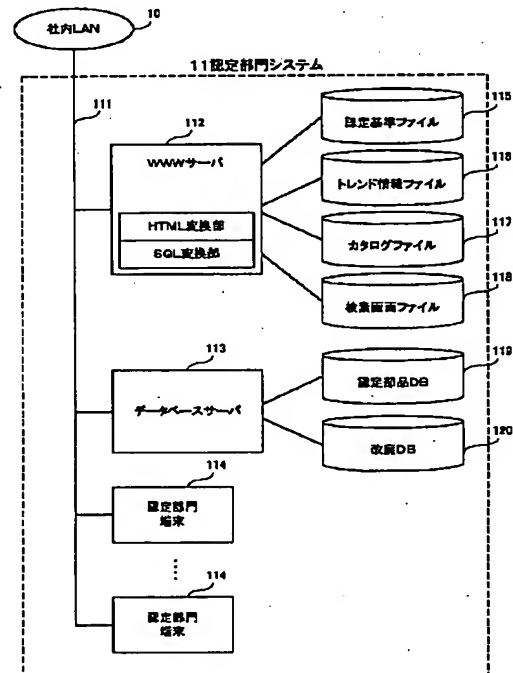 社内LAN
10
11認定部門システム
111
112
WWWサーバ
HTML変換部
SQL変換部
115
認定基準ファイル
116
トレンド情報ファイル
117
カタログファイル
118
検索画面ファイル
113
データベースサーバ
119
認定部品DB
120
改廃DB
114
認定部門
端末
114
認定部門
端末